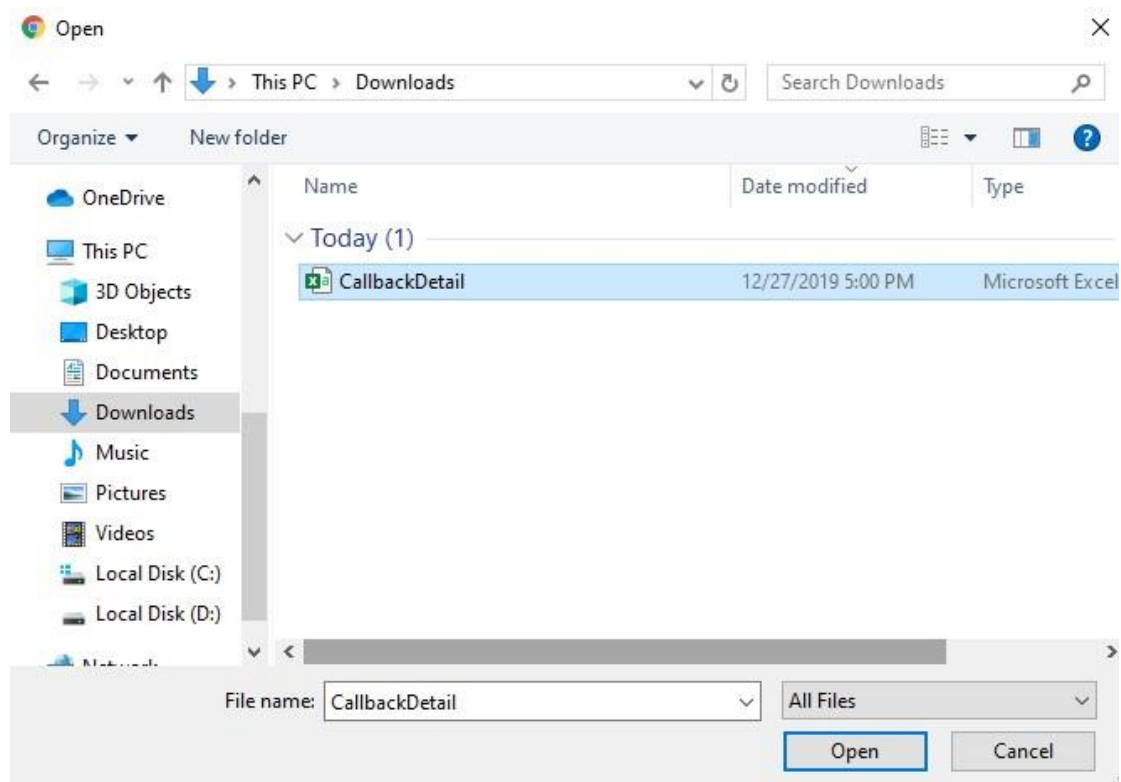 Open
This PC > Downloads
Search Downloads
Organize
New folder
Name
Date modified
Type
OneDrive
Today (1)
This PC
CallbackDetail
12/27/2019 5:00 PM
Microsoft Excel
3D Objects
Desktop
Documents
Downloads
Music
Pictures
Videos
Local Disk (C:)
Local Disk (D:)
File name:
CallbackDetail
All Files
Open
Cancel